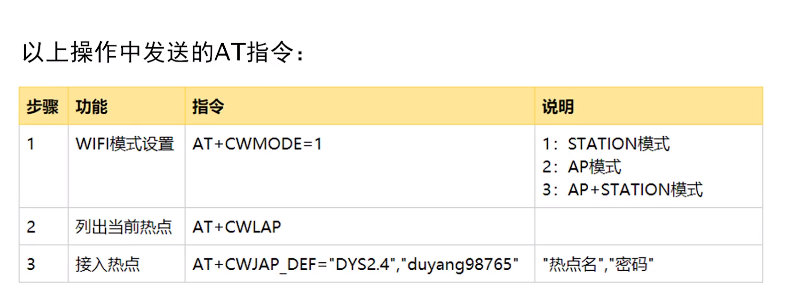 以上操作中发送的AT指令：
步骤 功能 指令 说明
1 WIFI模式设置 AT+CWMODE=1 1：STATION模式
2：AP模式
3：AP+STATION模式
2 列出当前热点 AT+CWLAP
3 接入热点 AT+CWJAP_DEF="DYS2.4","duyang98765" "热点名","密码"